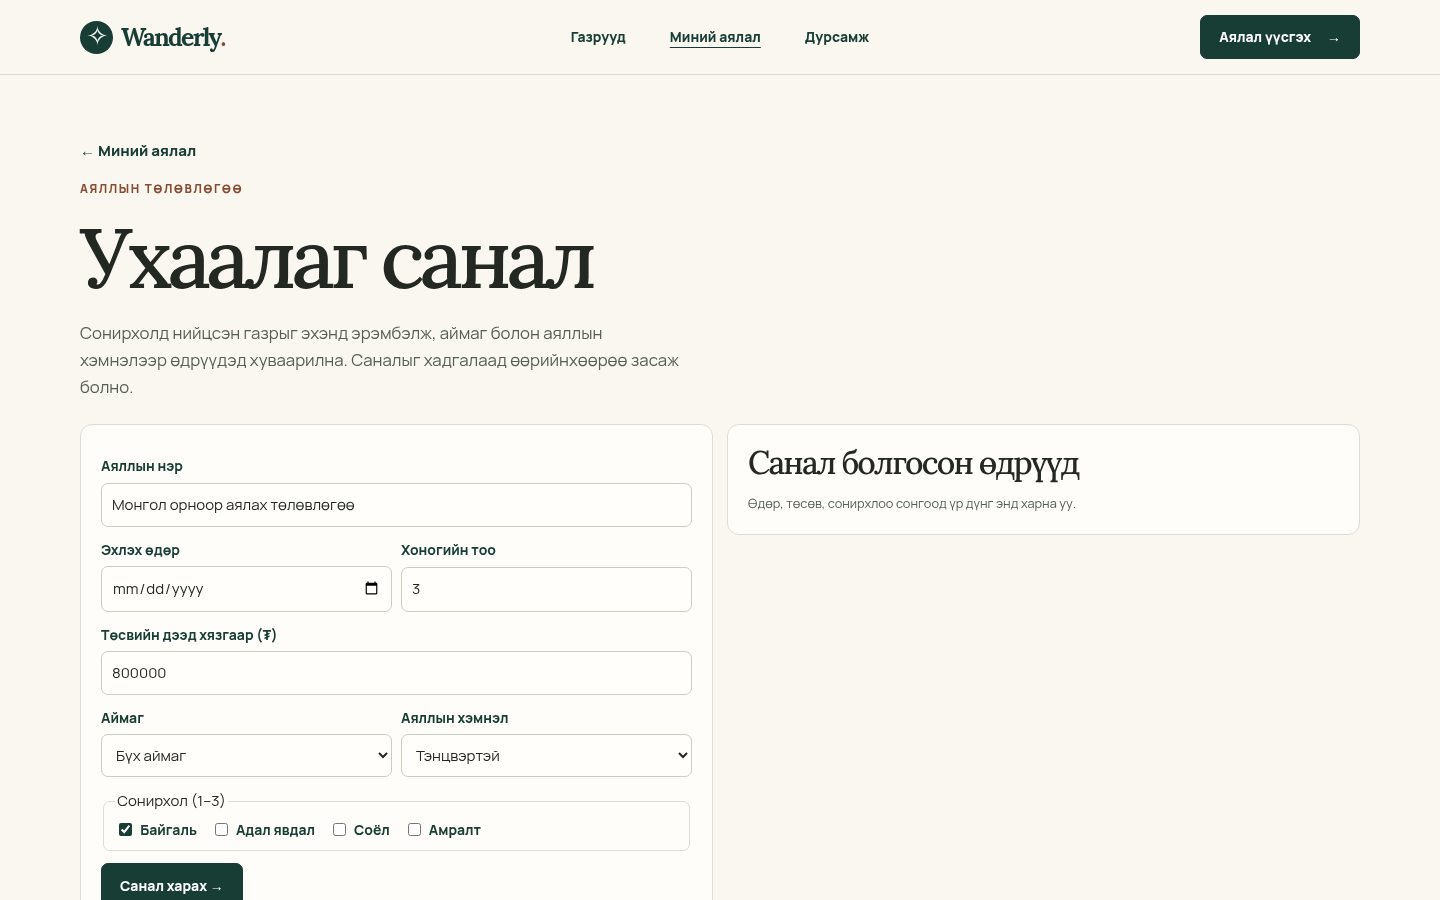 Wanderly.
Газрууд
Миний аялал
Дурсамж
Аялал үүсгэх →
← Миний аялал
АЯЛЛЫН ТӨЛӨВЛӨГӨӨ
Ухаалаг санал
Сонирхолд нийцсэн газрыг эхэнд эрэмбэлж, аймаг болон аяллын
хэмнэлээр өдрүүдэд хуваарилна. Саналыг хадгалаад өөрийнхөөрөө засаж
болно.
Аяллын нэр
Монгол орноор аялах төлөвлөгөө
Эхлэх өдөр
Хоногийн тоо
mm/dd/yyyy
3
Төсвийн дээд хязгаар (₮)
800000
Аймаг
Аяллын хэмнэл
Бүх аймаг
Тэнцвэртэй
Сонирхол (1–3)
Байгаль
Адал явдал
Соёл
Амралт
Санал харах →
Санал болгосон өдрүүд
Өдөр, төсөв, сонирхлоо сонгоод үр дүнг энд харна уу.